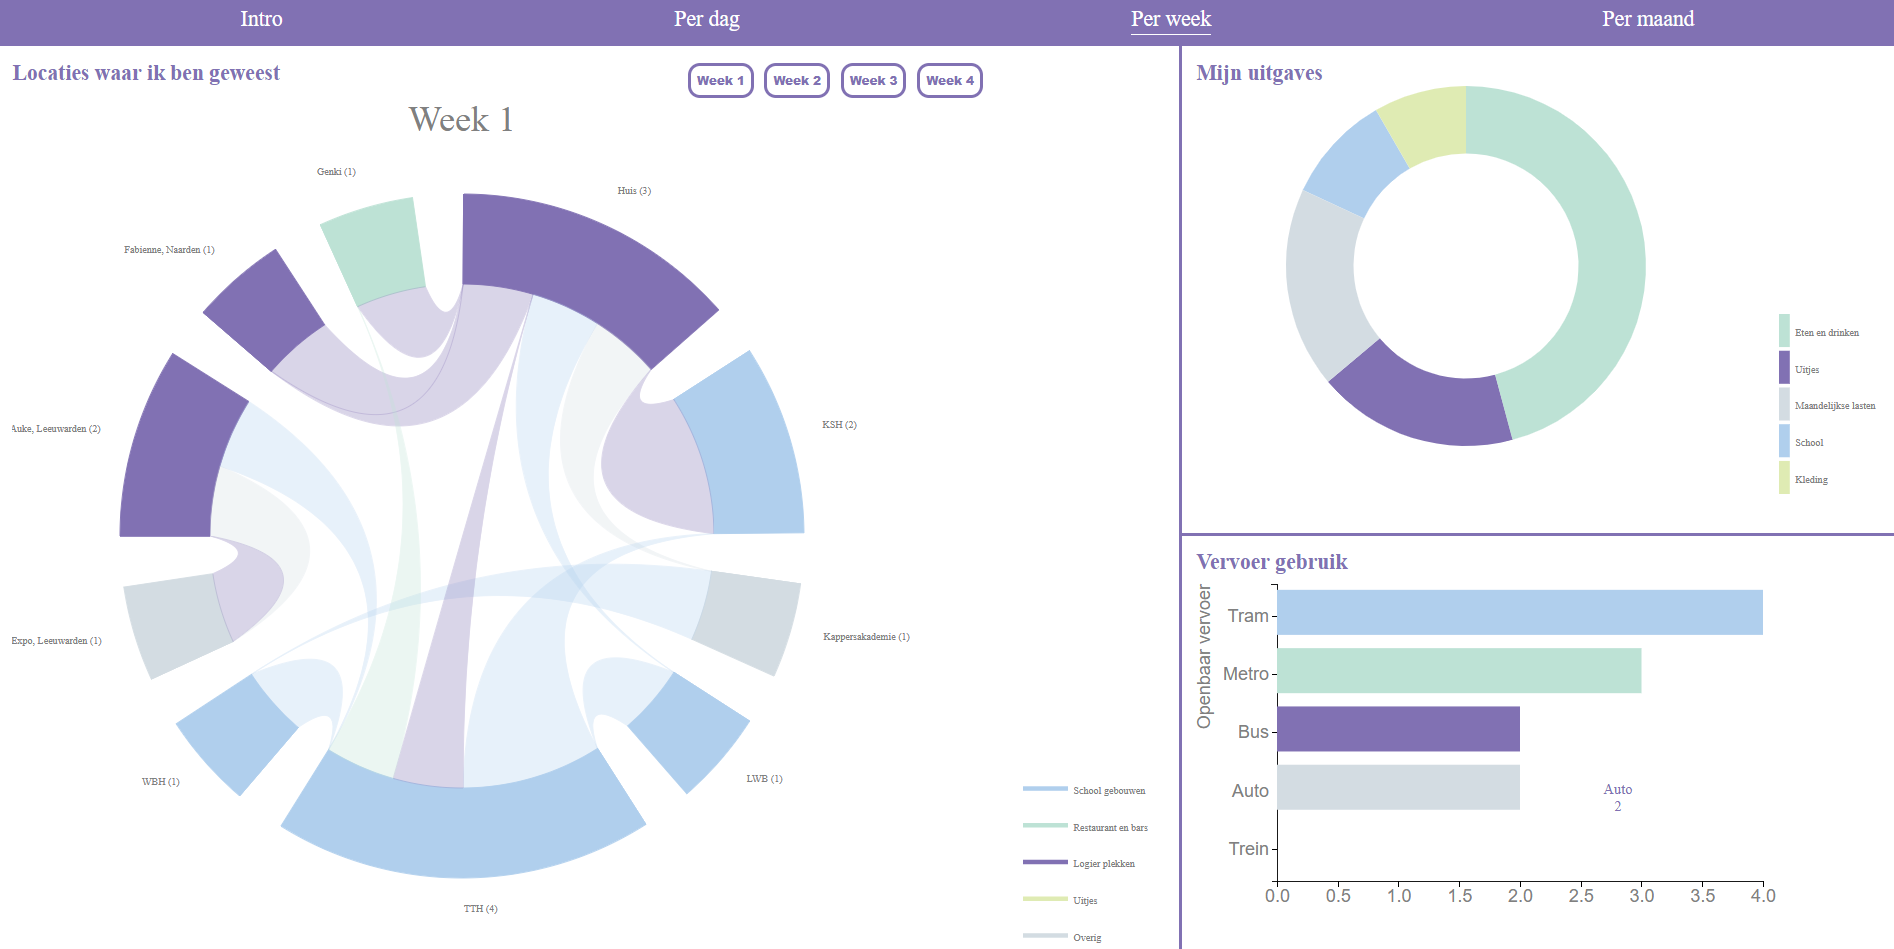 Intro
Per dag
Per week
Per maand
Locaties waar ik ben geweest
Week 1
Week 2
Week 3
Week 4
Week 1
Genki (1)
Huis (3)
Fabienne, Naarden (1)
Auke, Leeuwarden (2)
KSH (2)
Expo, Leeuwarden (1)
Kappersakademie (1)
WBH (1)
LWB (1)
TTH (4)
School gebouwen
Restaurant en bars
Logier plekken
Uitjes
Overig
Mijn uitgaves
Eten en drinken
Uitjes
Maandelijkse lasten
School
Kleding
Vervoer gebruik
Openbaar vervoer
Tram
Metro
Bus
Auto
Trein
Auto
2
0.0
0.5
1.0
1.5
2.0
2.5
3.0
3.5
4.0